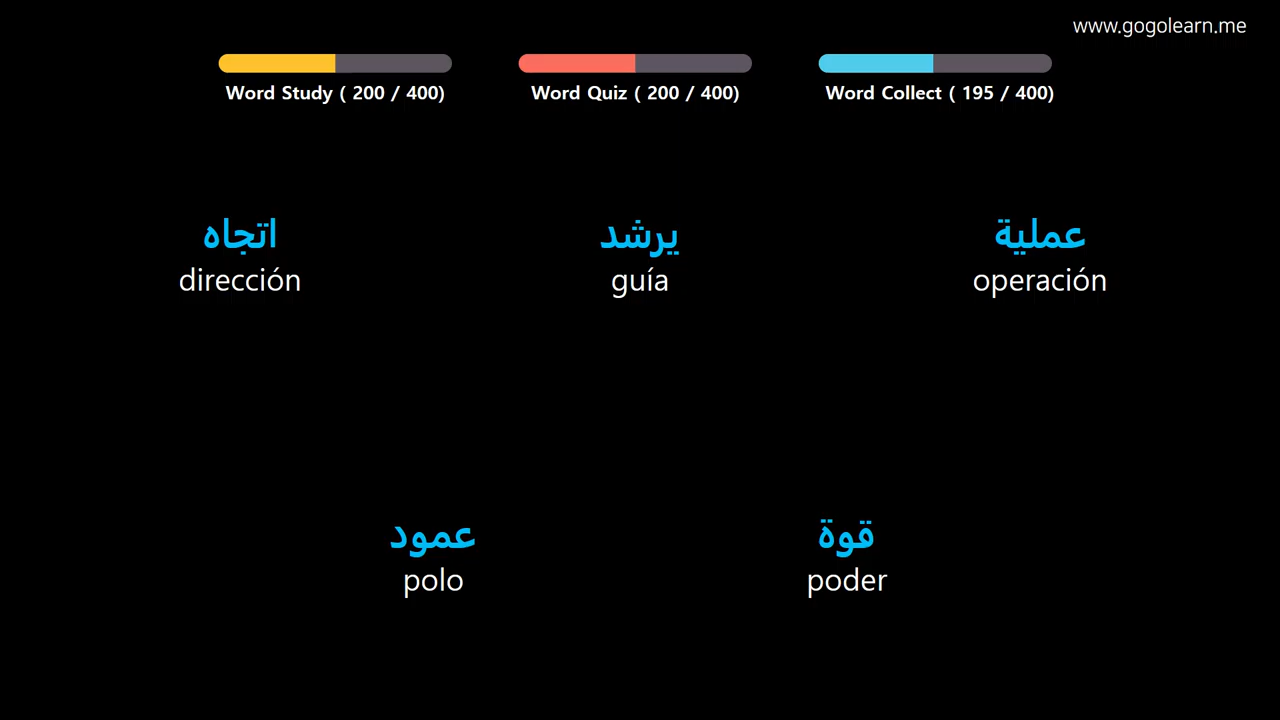 www.gogolearn.me
Word Study ( 200 / 400)
Word Quiz ( 200 / 400)
Word Collect ( 195 / 400)
اتجاه
dirección
يرشد
guía
عملية
operación
عمود
polo
قوة
poder